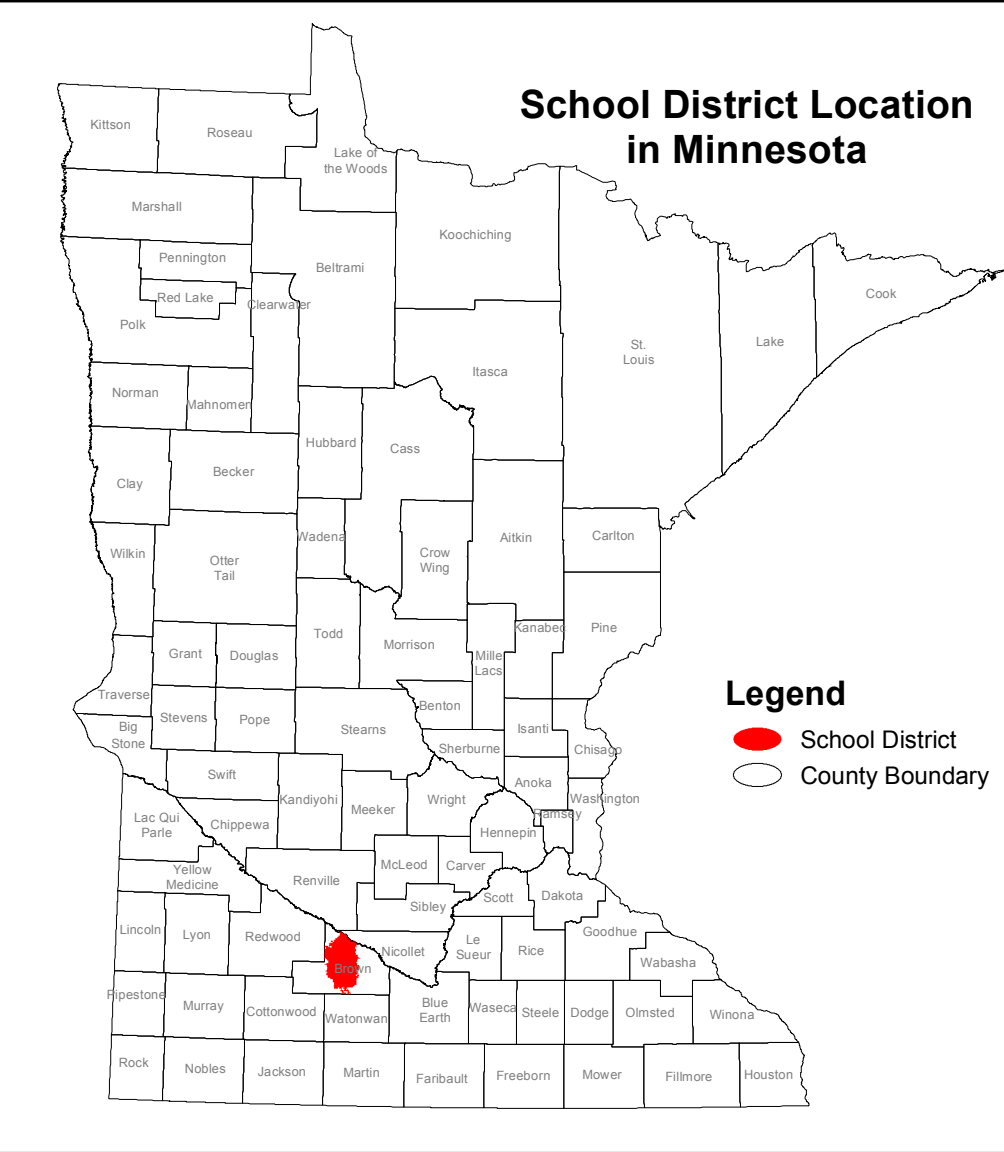 School District Location
in Minnesota
Kittson
Roseau
Lake of
the Woods
Marshall
Koochiching
Pennington
Beltrami
Red Lake
Clearwater
Cook
Polk
St.
Louis
Lake
Itasca
Norman
Mahnomen
Hubbard
Cass
Becker
Clay
Wadena
Aitkin
Carlton
Wilkin
Crow
Wing
Otter
Tail
Todd
Kanabec
Pine
Morrison
Grant
Douglas
Mille
Lacs
Traverse
Legend
Benton
Stevens
Pope
Stearns
Isanti
Big
Stone
School District
Sherburne
Chisago
Swift
County Boundary
Anoka
Kandiyohi
Wright
Washington
Meeker
Ramsey
Lac Qui
Parle
Chippewa
Hennepin
McLeod
Carver
Yellow
Medicine
Renville
Scott
Dakota
Sibley
Lincoln
Lyon
Redwood
Goodhue
Nicollet
Le
Sueur
Rice
Brown
Wabasha
Pipestone
Murray
Cottonwood
Watonwan
Blue
Earth
Waseca
Steele
Dodge
Olmsted
Winona
Rock
Nobles
Jackson
Martin
Faribault
Freeborn
Mower
Fillmore
Houston